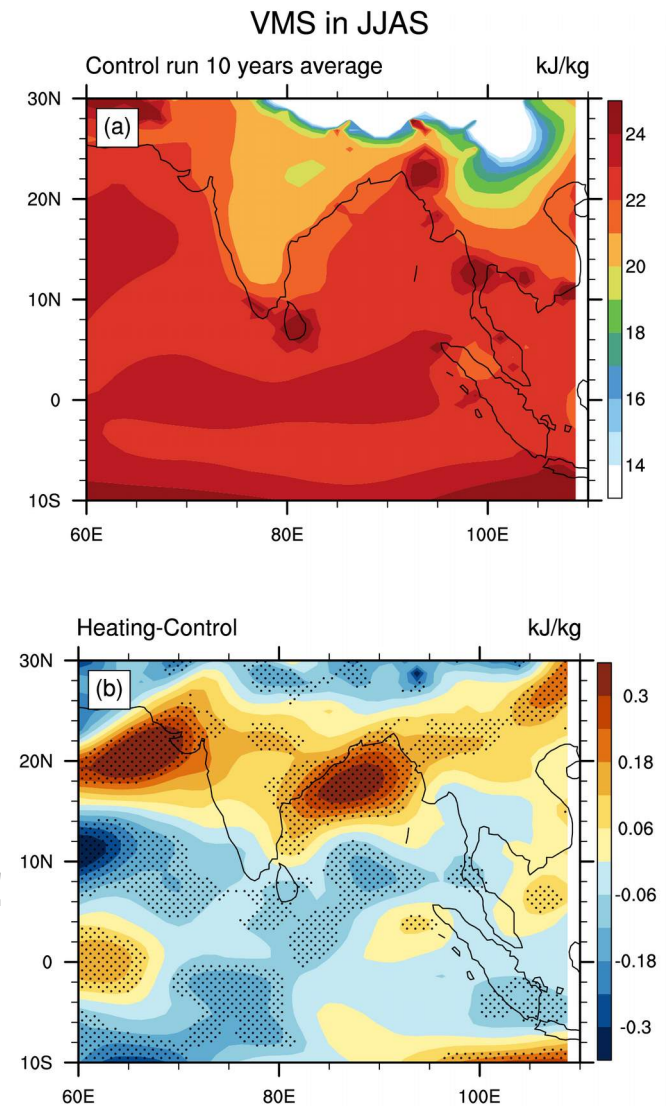 VMS in JJAS
Control run 10 years average kJ/kg
30N
(a)
24
22
20N
20
10N
18
0
16
14
10S
60E 80E 100E
Heating-Control kJ/kg
30N
(b)
0.3
20N
0.18
0.06
10N
-0.06
0
-0.18
-0.3
10S
60E 80E 100E